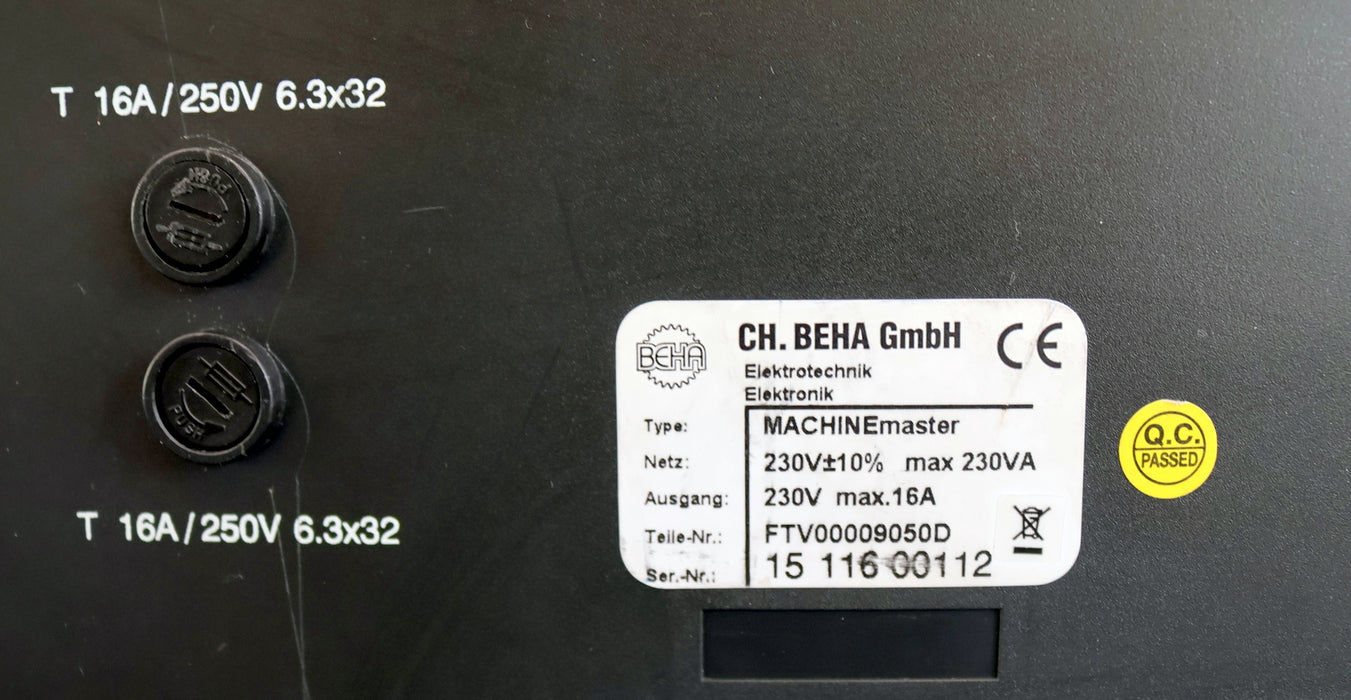 T 16A/250V 6.3x32
PUSH
PUSH
T 16A/250V 6.3x32
BEHA
CH. BEHA GmbH
CE
Elektrotechnik
Elektronik
Type: MACHINEmaster
Netz: 230V±10% max 230VA
Ausgang: 230V max.16A
Teile-Nr.: FTV00009050D
Ser.-Nr.: 15 116 00112
Q.C.
PASSED